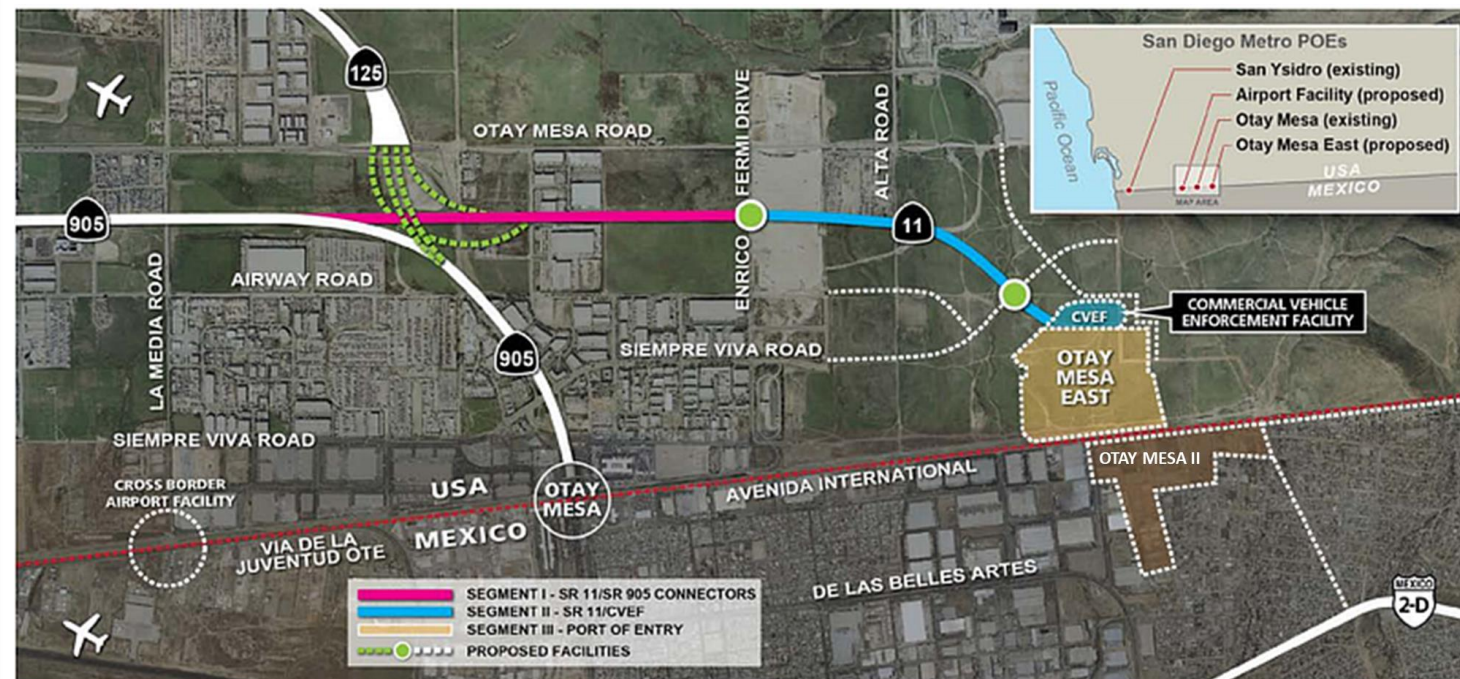 125
OTAY MESA ROAD
ENRICO FERMI DRIVE
ALTA ROAD
San Diego Metro POEs
San Ysidro (existing)
Airport Facility (proposed)
Otay Mesa (existing)
Otay Mesa East (proposed)
Pacific Ocean
USA
MEXICO
MAP AREA
905
11
LA MEDIA ROAD
AIRWAY ROAD
905
SIEMPRE VIVA ROAD
CVEF
COMMERCIAL VEHICLE
ENFORCEMENT FACILITY
OTAY
MESA
EAST
SIEMPRE VIVA ROAD
CROSS BORDER
AIRPORT FACILITY
USA
MEXICO
OTAY
MESA
AVENIDA INTERNATIONAL
OTAY MESA II
VIA DE LA
JUVENTUD OTE
DE LAS BELLES ARTES
MEXICO
2-D
SEGMENT I - SR 11/SR 905 CONNECTORS
SEGMENT II - SR 11/CVEF
SEGMENT III - PORT OF ENTRY
PROPOSED FACILITIES